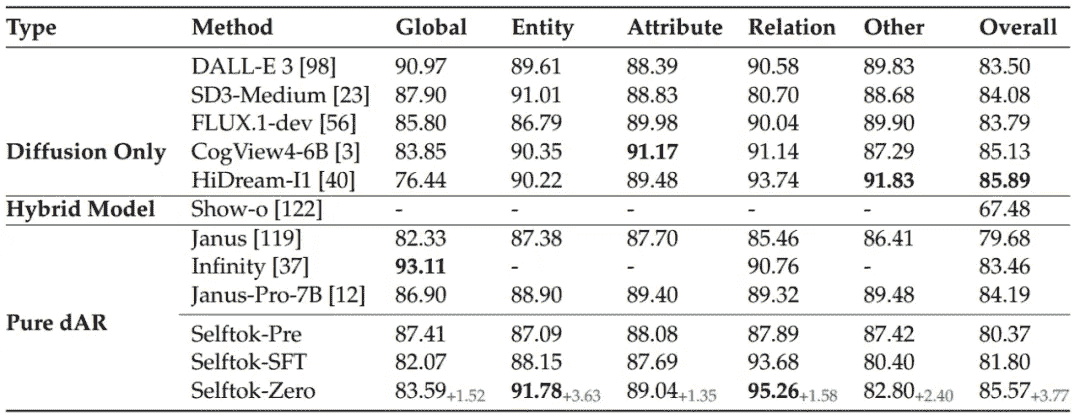 Type Method Global Entity Attribute Relation Other Overall
DALL-E 3 [98] 90.97 89.61 88.39 90.58 89.83 83.50
SD3-Medium [23] 87.90 91.01 88.83 80.70 88.68 84.08
FLUX.1-dev [56] 85.80 86.79 89.98 90.04 89.90 83.79
Diffusion Only CogView4-6B [3] 83.85 90.35 91.17 91.14 87.29 85.13
HiDream-I1 [40] 76.44 90.22 89.48 93.74 91.83 85.89
Hybrid Model Show-o [122] - - - - - 67.48
Janus [119] 82.33 87.38 87.70 85.46 86.41 79.68
Infinity [37] 93.11 - - 90.76 - 83.46
Janus-Pro-7B [12] 86.90 88.90 89.40 89.32 89.48 84.19
Pure dAR
Selftok-Pre 87.41 87.09 88.08 87.89 87.42 80.37
Selftok-SFT 82.07 88.15 87.69 93.68 80.40 81.80
Selftok-Zero 83.59+1.52 91.78+3.63 89.04+1.35 95.26+1.58 82.80+2.40 85.57+3.77